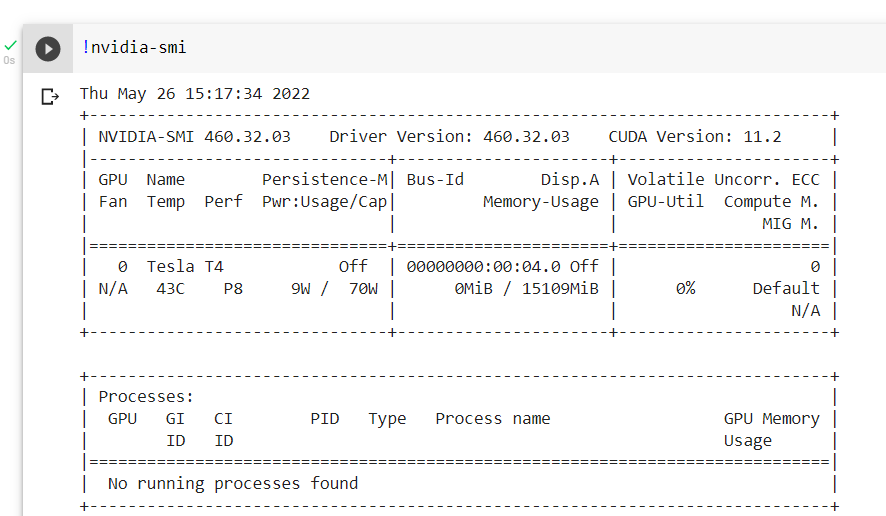 !nvidia-smi
0s
Thu May 26 15:17:34 2022
+-----------------------------------------------------------------------------+
| NVIDIA-SMI 460.32.03    Driver Version: 460.32.03    CUDA Version: 11.2     |
|-------------------------------+----------------------+----------------------+
| GPU  Name        Persistence-M| Bus-Id        Disp.A | Volatile Uncorr. ECC |
| Fan  Temp  Perf  Pwr:Usage/Cap|         Memory-Usage | GPU-Util  Compute M. |
|                               |                      |               MIG M. |
|===============================+======================+======================|
|   0  Tesla T4            Off  | 00000000:00:04.0 Off |                    0 |
| N/A   43C    P8     9W /  70W |      0MiB / 15109MiB |      0%      Default |
|                               |                      |                  N/A |
+-------------------------------+----------------------+----------------------+
+-----------------------------------------------------------------------------+
| Processes:                                                                  |
|  GPU   GI   CI        PID   Type   Process name                  GPU Memory |
|        ID   ID                                                   Usage      |
|=============================================================================|
|  No running processes found                                                 |
+-----------------------------------------------------------------------------+